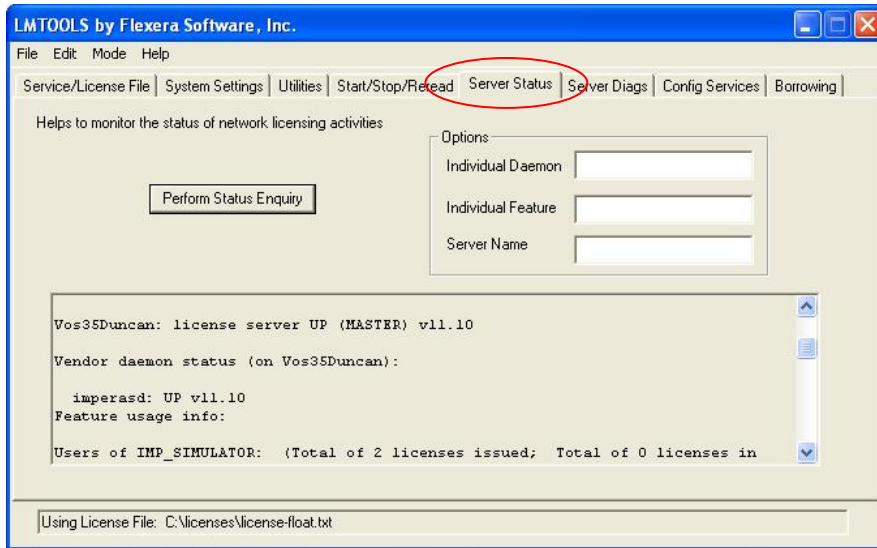 LMTOOLS by Flexera Software, Inc.
File Edit Mode Help
Service/License File System Settings Utilities Start/Stop/Reread Server Status Server Diags Config Services Borrowing
Helps to monitor the status of network licensing activities
Options
Individual Daemon
Perform Status Enquiry
Individual Feature
Server Name
Vos35Duncan: license server UP (MASTER) v11.10
Vendor daemon status (on Vos35Duncan):
imperasd: UP v11.10
Feature usage info:
Users of IMP_SIMULATOR: (Total of 2 licenses issued; Total of 0 licenses in
Using License File: C:\licenses\license-float.txt